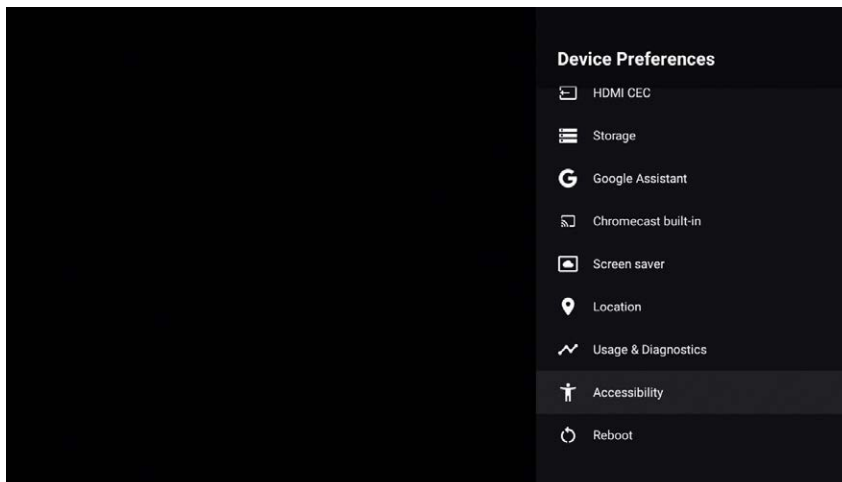 Device Preferences
HDMI CEC
Storage
Google Assistant
Chromecast built-in
Screen saver
Location
Usage & Diagnostics
Accessibility
Reboot